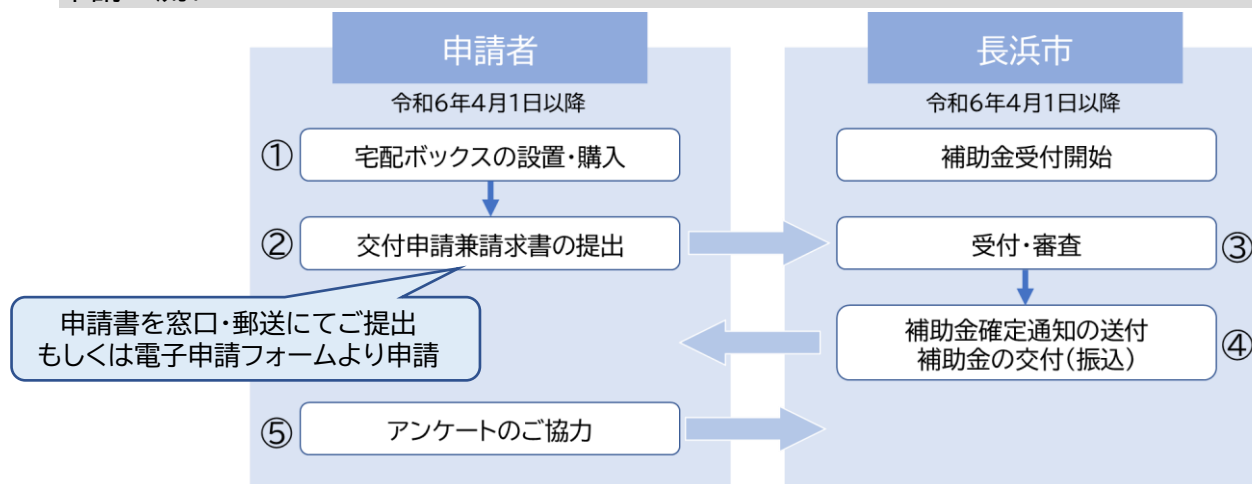 申請者
長浜市
令和6年4月1日以降
令和6年4月1日以降
①
宅配ボックスの設置・購入
補助金受付開始
②
交付申請兼請求書の提出
受付・審査
③
申請書を窓口・郵送にてご提出
もしくは電子申請フォームより申請
補助金確定通知の送付
補助金の交付(振込)
④
⑤
アンケートのご協力